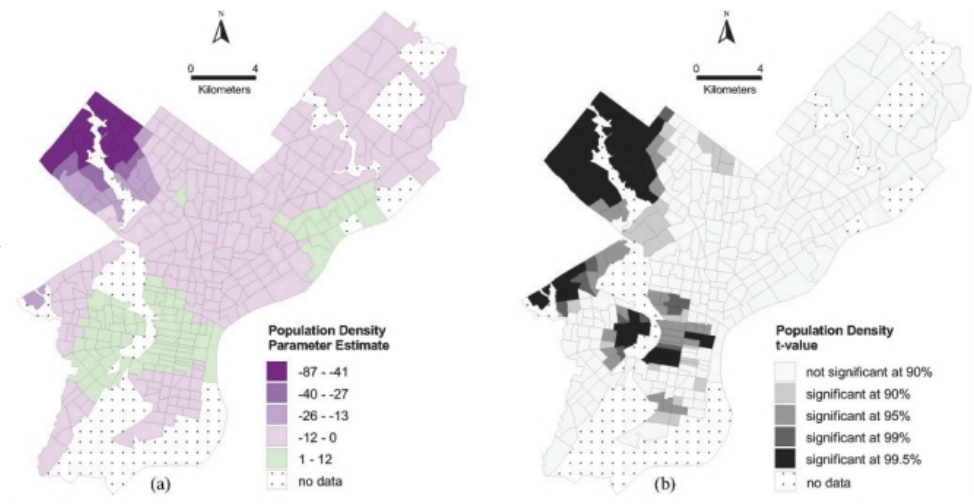 N
0 4
Kilometers
Population Density
Parameter Estimate
-87 - -41
-40 - -27
-26 - -13
-12 - 0
1 - 12
no data
(a)
N
0 4
Kilometers
Population Density
t-value
not significant at 90%
significant at 90%
significant at 95%
significant at 99%
significant at 99.5%
no data
(b)